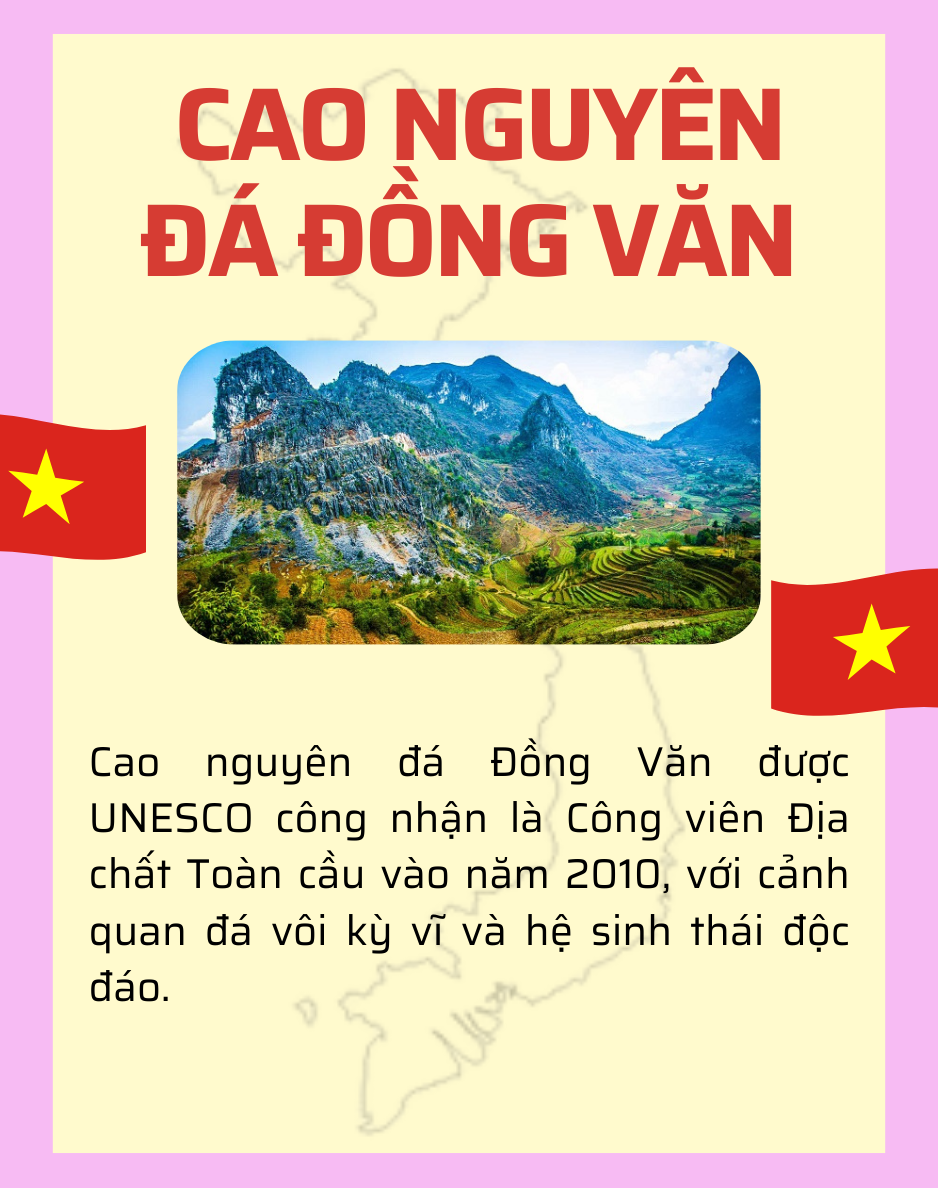 CAO NGUYÊN
ĐÁ ĐỒNG VĂN
Cao nguyên đá Đồng Văn được
UNESCO công nhận là Công viên Địa
chất Toàn cầu vào năm 2010, với cảnh
quan đá vôi kỳ vĩ và hệ sinh thái độc
đáo.